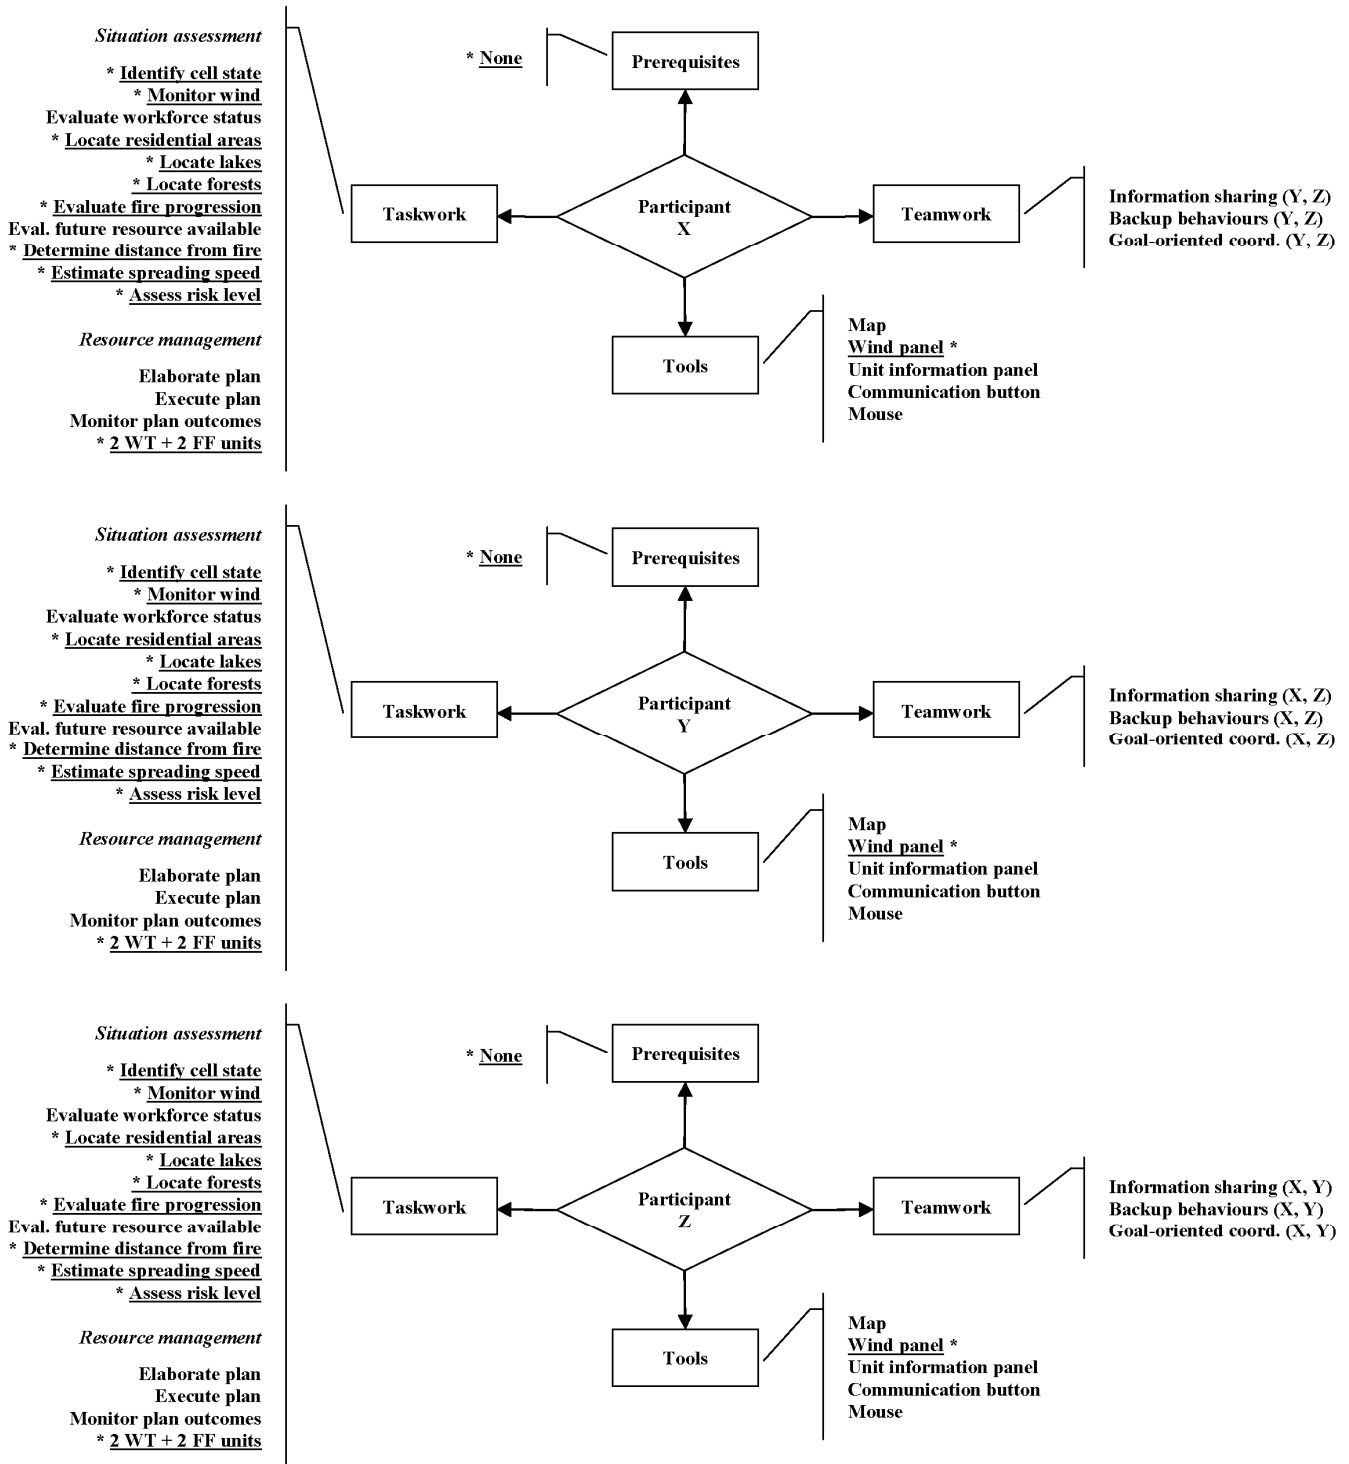 Situation assessment
* Identify cell state
* Monitor wind
Evaluate workforce status
* Locate residential areas
* Locate lakes
* Locate forests
* Evaluate fire progression
Eval. future resource available
* Determine distance from fire
* Estimate spreading speed
* Assess risk level
Resource management
Elaborate plan
Execute plan
Monitor plan outcomes
* 2 WT + 2 FF units
* None
Prerequisites
Taskwork
Participant
X
Teamwork
Information sharing (Y, Z)
Backup behaviours (Y, Z)
Goal-oriented coord. (Y, Z)
Tools
Map
Wind panel *
Unit information panel
Communication button
Mouse
Situation assessment
* Identify cell state
* Monitor wind
Evaluate workforce status
* Locate residential areas
* Locate lakes
* Locate forests
* Evaluate fire progression
Eval. future resource available
* Determine distance from fire
* Estimate spreading speed
* Assess risk level
Resource management
Elaborate plan
Execute plan
Monitor plan outcomes
* 2 WT + 2 FF units
* None
Prerequisites
Taskwork
Participant
Y
Teamwork
Information sharing (X, Z)
Backup behaviours (X, Z)
Goal-oriented coord. (X, Z)
Tools
Map
Wind panel *
Unit information panel
Communication button
Mouse
Situation assessment
* Identify cell state
* Monitor wind
Evaluate workforce status
* Locate residential areas
* Locate lakes
* Locate forests
* Evaluate fire progression
Eval. future resource available
* Determine distance from fire
* Estimate spreading speed
* Assess risk level
Resource management
Elaborate plan
Execute plan
Monitor plan outcomes
* 2 WT + 2 FF units
* None
Prerequisites
Taskwork
Participant
Z
Teamwork
Information sharing (X, Y)
Backup behaviours (X, Y)
Goal-oriented coord. (X, Y)
Tools
Map
Wind panel *
Unit information panel
Communication button
Mouse